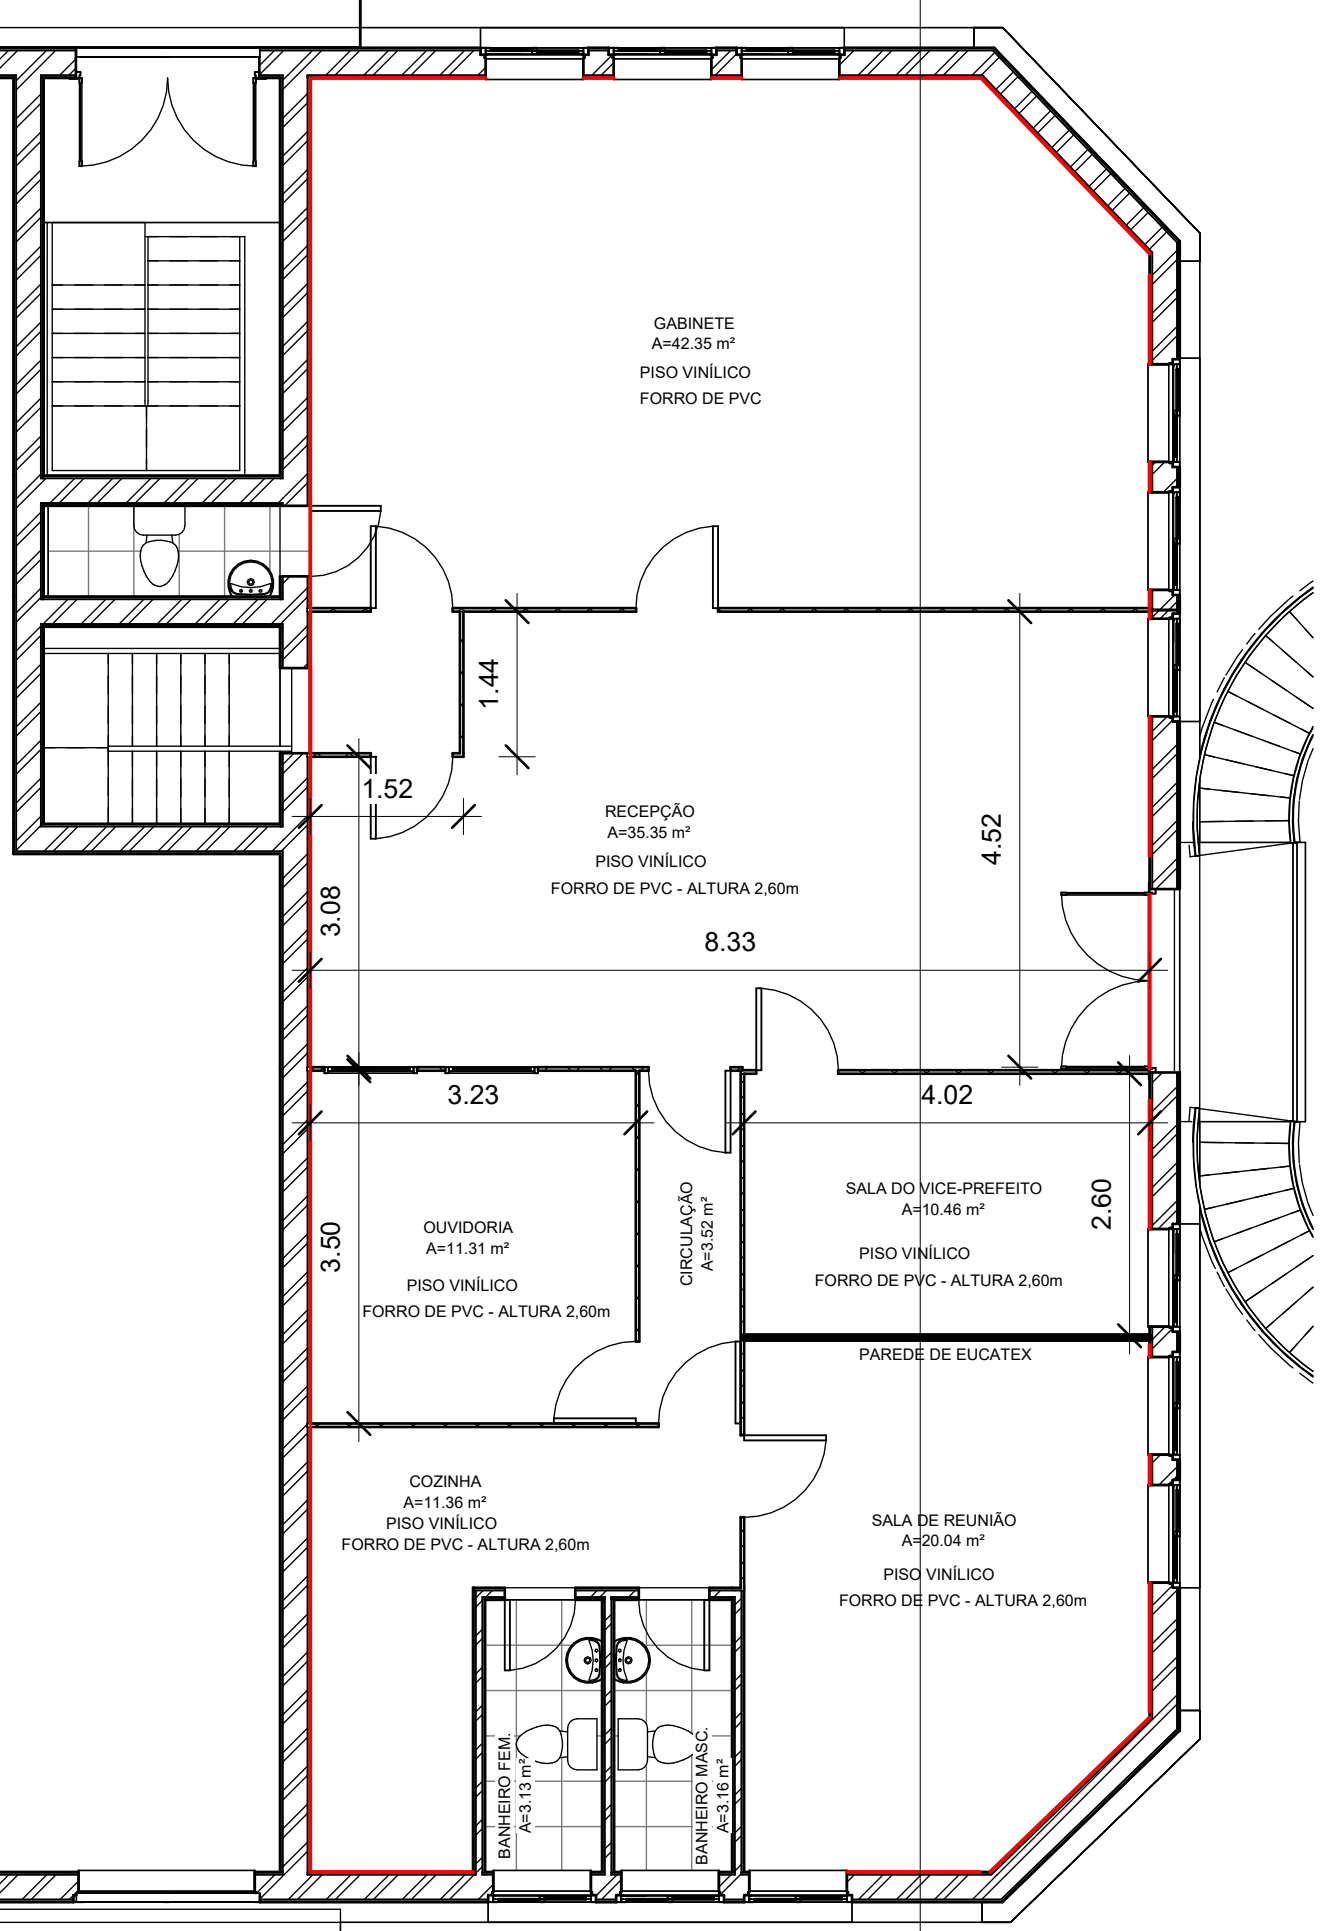 GABINETE
A=42.35 m²
PISO VINÍLICO
FORRO DE PVC
1.44
1.52
RECEPÇÃO
A=35.35 m²
PISO VINÍLICO
FORRO DE PVC - ALTURA 2,60m
4.52
3.08
8.33
3.23
4.02
OUVIDORIA
A=11.31 m²
PISO VINÍLICO
FORRO DE PVC - ALTURA 2,60m
3.50
CIRCULAÇÃO
A=3.52 m²
SALA DO VICE-PREFEITO
A=10.46 m²
PISO VINÍLICO
FORRO DE PVC - ALTURA 2,60m
2.60
PAREDE DE EUCATEX
COZINHA
A=11.36 m²
PISO VINÍLICO
FORRO DE PVC - ALTURA 2,60m
SALA DE REUNIÃO
A=20.04 m²
PISO VINÍLICO
FORRO DE PVC - ALTURA 2,60m
BANHEIRO FEM.
A=3.13 m²
BANHEIRO MASC.
A=3.16 m²